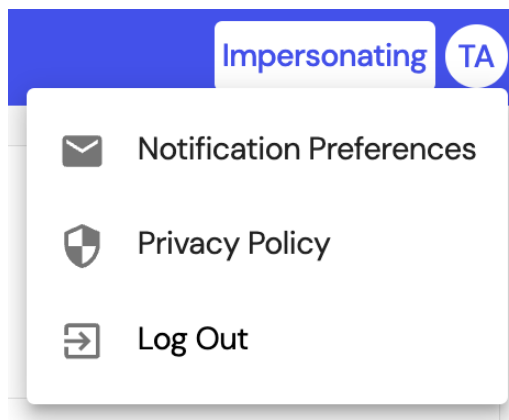 Impersonating TA
Notification Preferences
Privacy Policy
Log Out